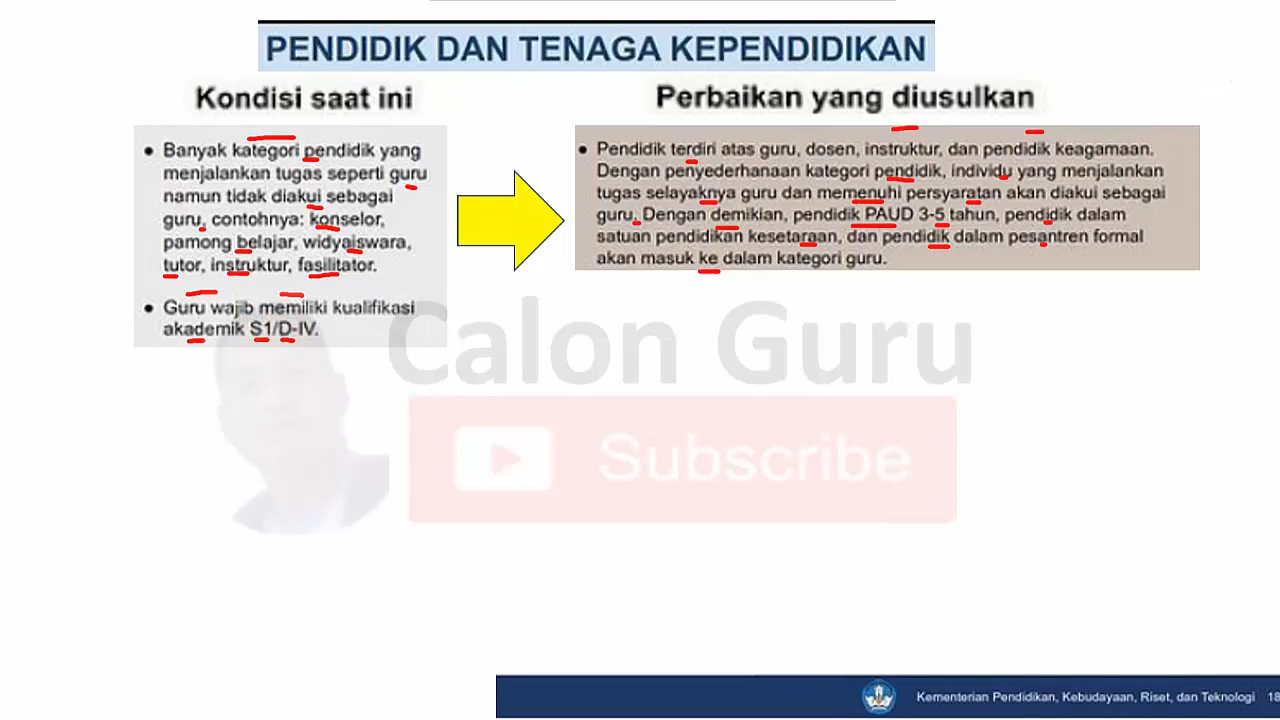 PENDIDIK DAN TENAGA KEPENDIDIKAN
Kondisi saat ini
Perbaikan yang diusulkan
● Banyak kategori pendidik yang
menjalankan tugas seperti guru
namun tidak diakui sebagai
guru, contohnya: konselor,
pamong belajar, widyaiswara,
tutor, instruktur, fasilitator.
● Guru wajib memiliki kualifikasi
akademik S1/D-IV.
● Pendidik terdiri atas guru, dosen, instruktur, dan pendidik keagamaan.
Dengan penyederhanaan kategori pendidik, individu yang menjalankan
tugas selayaknya guru dan memenuhi persyaratan akan diakui sebagai
guru. Dengan demikian, pendidik PAUD 3-5 tahun, pendidik dalam
satuan pendidikan kesetaraan, dan pendidik dalam pesantren formal
akan masuk ke dalam kategori guru.
Calon Guru
Subscribe
Kementerian Pendidikan, Kebudayaan, Riset, dan Teknologi 18